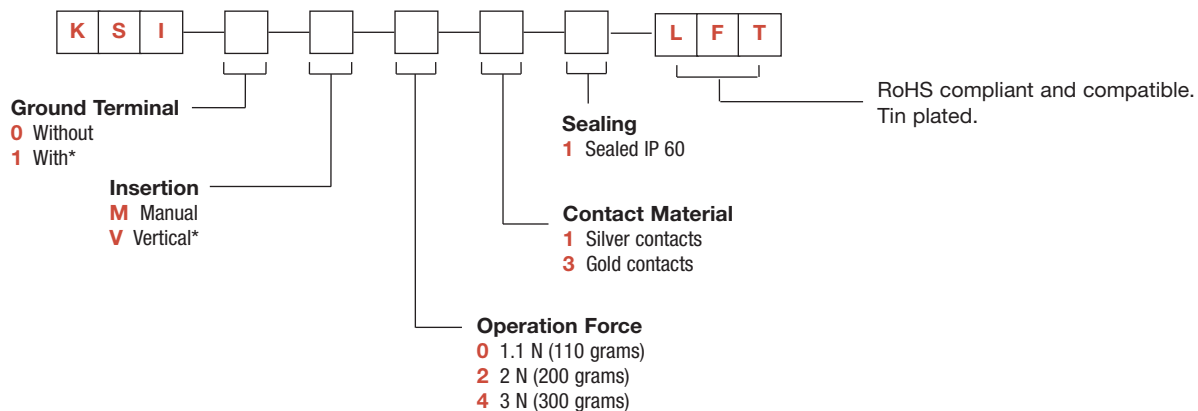 K S I L F T
RoHS compliant and compatible.
Tin plated.
Ground Terminal
0 Without
1 With*
Sealing
1 Sealed IP 60
Insertion
M Manual
V Vertical*
Contact Material
1 Silver contacts
3 Gold contacts
Operation Force
0 1.1 N (110 grams)
2 2 N (200 grams)
4 3 N (300 grams)